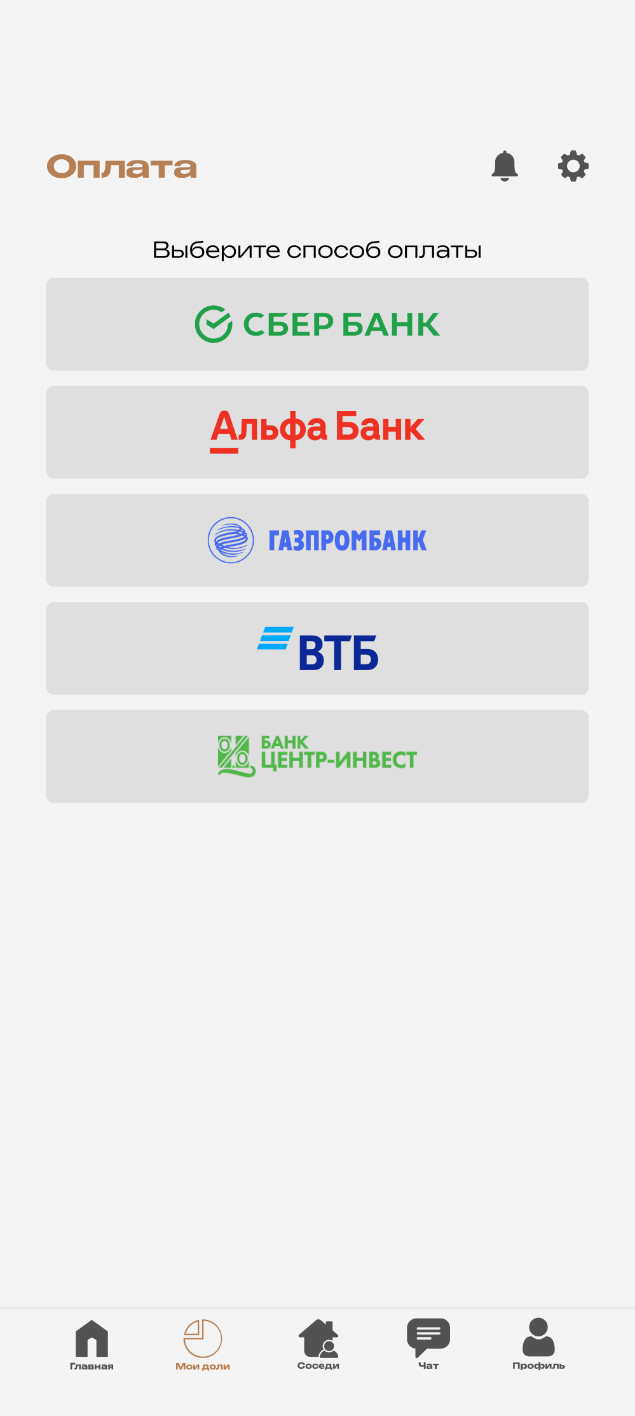 Оплата
Выберите способ оплаты
СБЕР БАНК
Альфа Банк
ГАЗПРОМБАНК
ВТБ
БАНК
ЦЕНТР-ИНВЕСТ
Главная
Мои доли
Соседи
Чат
Профиль